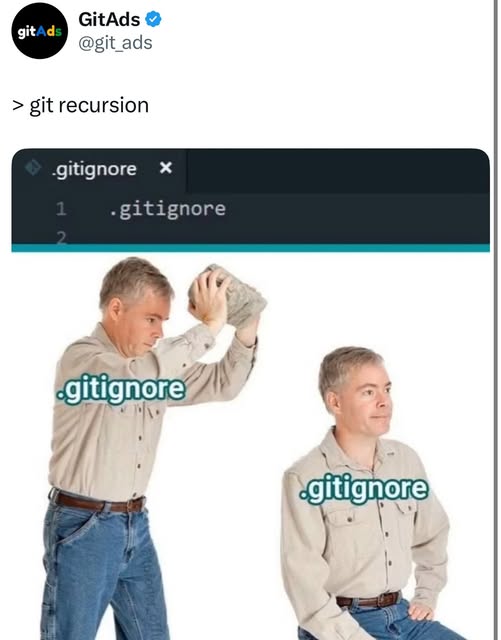 gitAds
GitAds
@git_ads
> git recursion
.gitignore ×
1 .gitignore
2
.gitignore
.gitignore